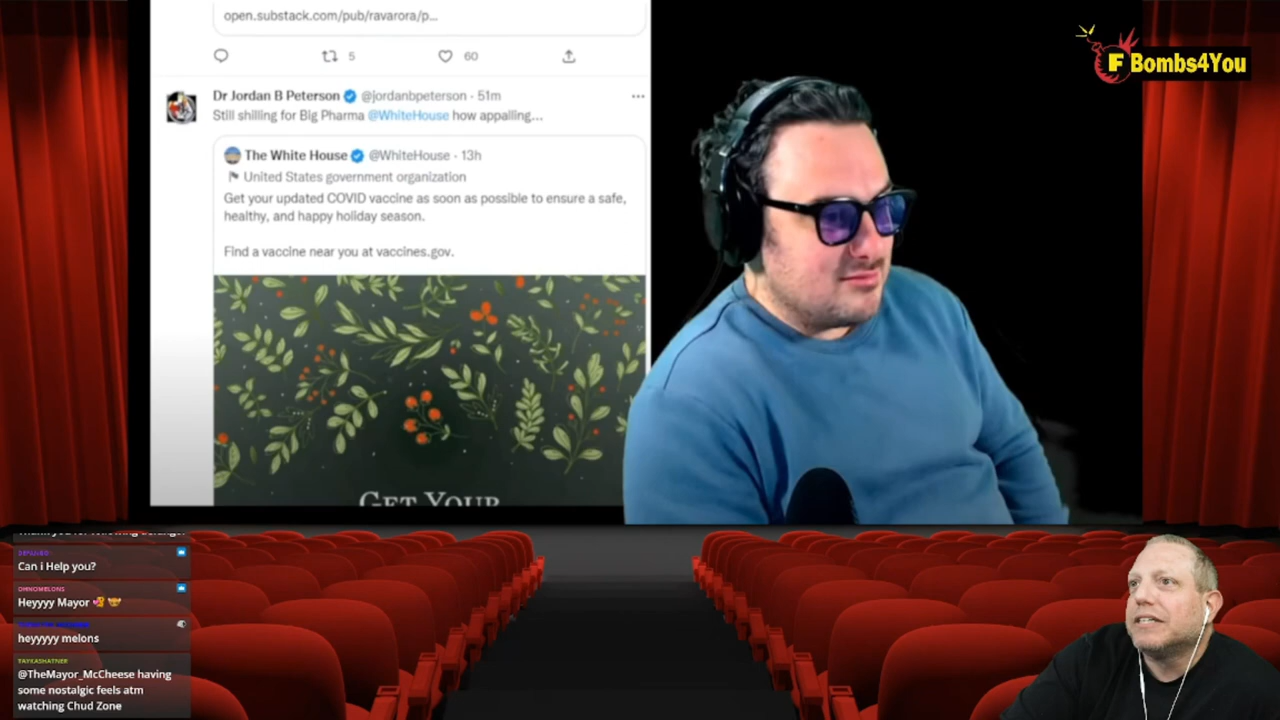 open.substack.com/pub/ravarora/p...
5
60
F Bombs4You
Dr Jordan B Peterson @jordanbpeterson · 51m
Still shilling for Big Pharma @WhiteHouse how appalling...
The White House @WhiteHouse · 13h
United States government organization
Get your updated COVID vaccine as soon as possible to ensure a safe,
healthy, and happy holiday season.
Find a vaccine near you at vaccines.gov.
GET YOUR
Can i Help you?
OHNOMELONS
Heyyyy Mayor
heyyyyy melons
@TheMayor_McCheese having
some nostalgic feels atm
watching Chud Zone